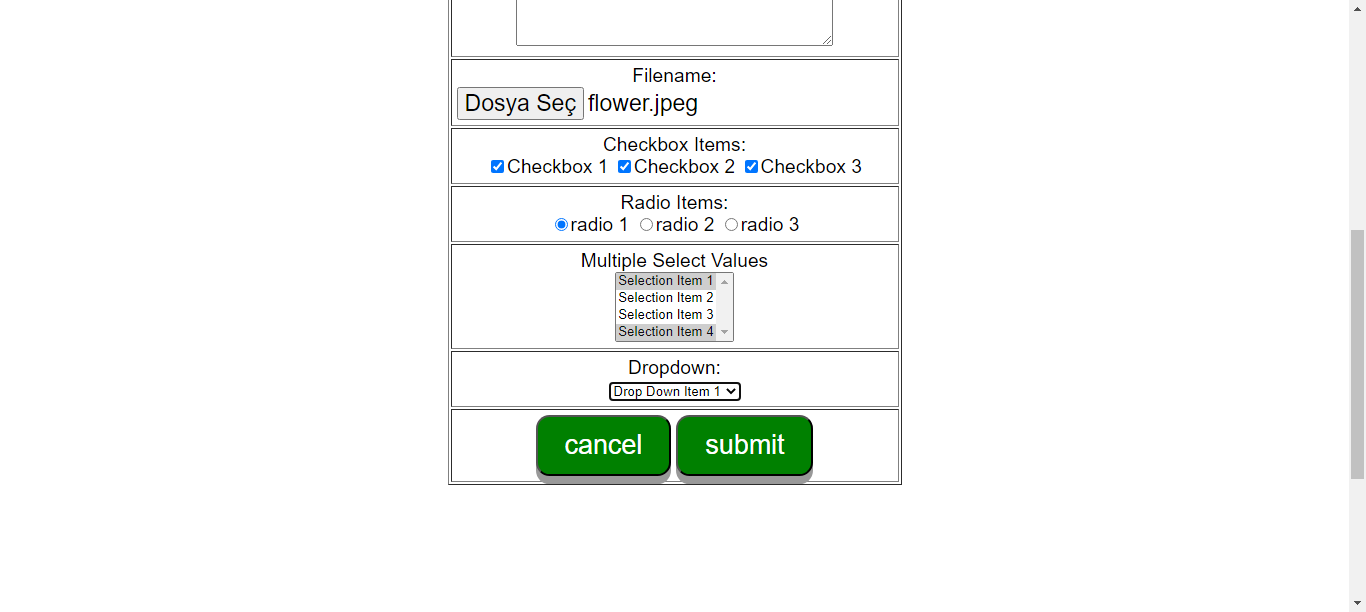 Filename:
Dosya Seç flower.jpeg
Checkbox Items:
Checkbox 1 Checkbox 2 Checkbox 3
Radio Items:
radio 1 radio 2 radio 3
Multiple Select Values
Selection Item 1
Selection Item 2
Selection Item 3
Selection Item 4
Dropdown:
Drop Down Item 1
cancel submit